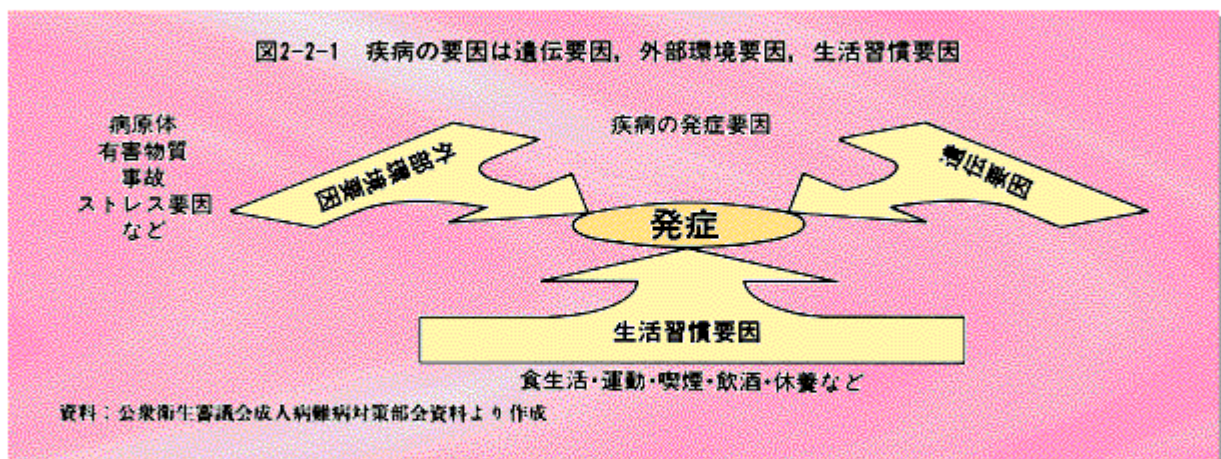 図2-2-1 疾病の要因は遺伝要因，外部環境要因，生活習慣要因
疾病の発症要因
病原体
有害物質
事故
ストレス要因
など
外部環境要因
遺伝要因
発症
生活習慣要因
食生活・運動・喫煙・飲酒・休養など
資料：公衆衛生審議会成人病難病対策部会資料より作成